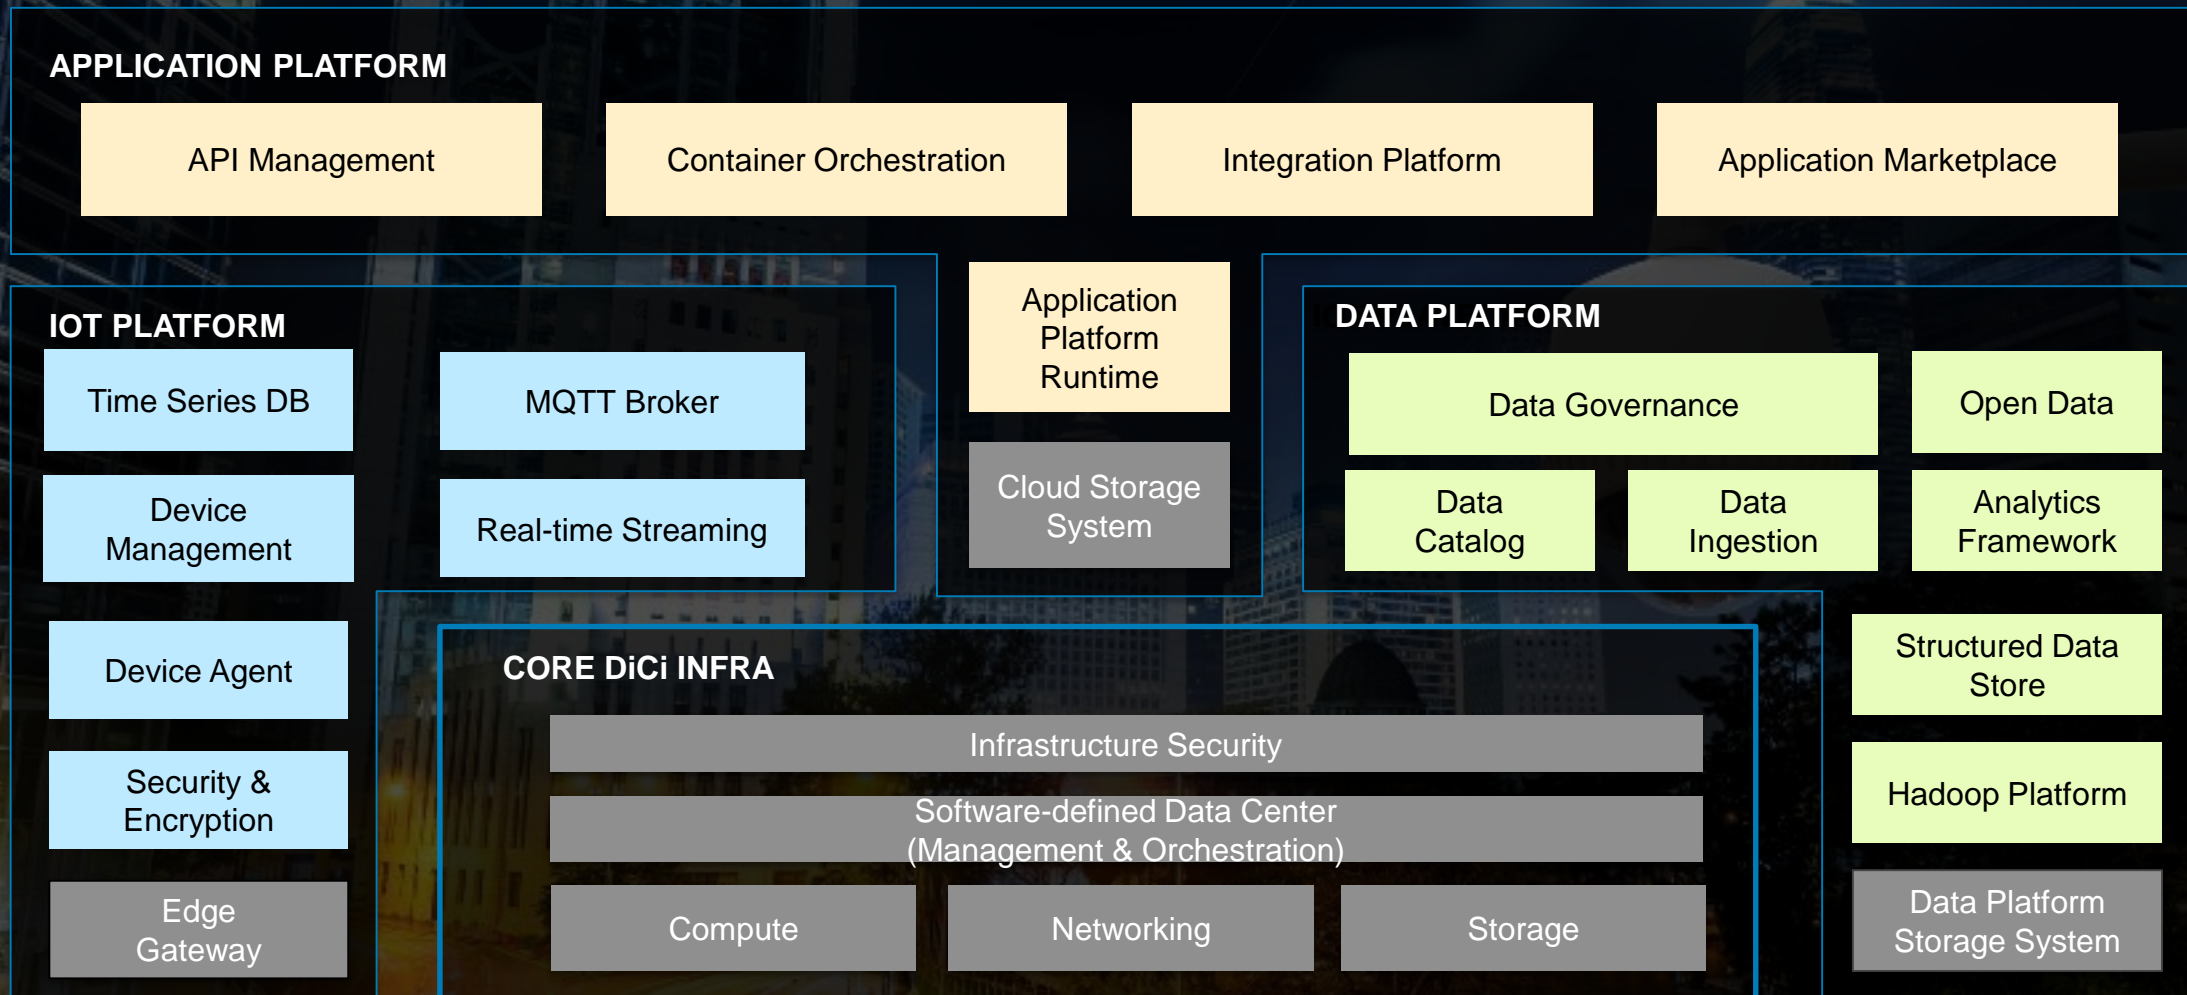 APPLICATION PLATFORM
API Management
Container Orchestration
Integration Platform
Application Marketplace
Application
Platform
Runtime
Cloud Storage
System
IOT PLATFORM
Time Series DB
MQTT Broker
Device
Management
Real-time Streaming
Device Agent
Security &
Encryption
Edge
Gateway
DATA PLATFORM
Data Governance
Open Data
Data
Catalog
Data
Ingestion
Analytics
Framework
Structured Data
Store
Hadoop Platform
Data Platform
Storage System
CORE DiCi INFRA
Infrastructure Security
Software-defined Data Center
(Management & Orchestration)
Compute
Networking
Storage